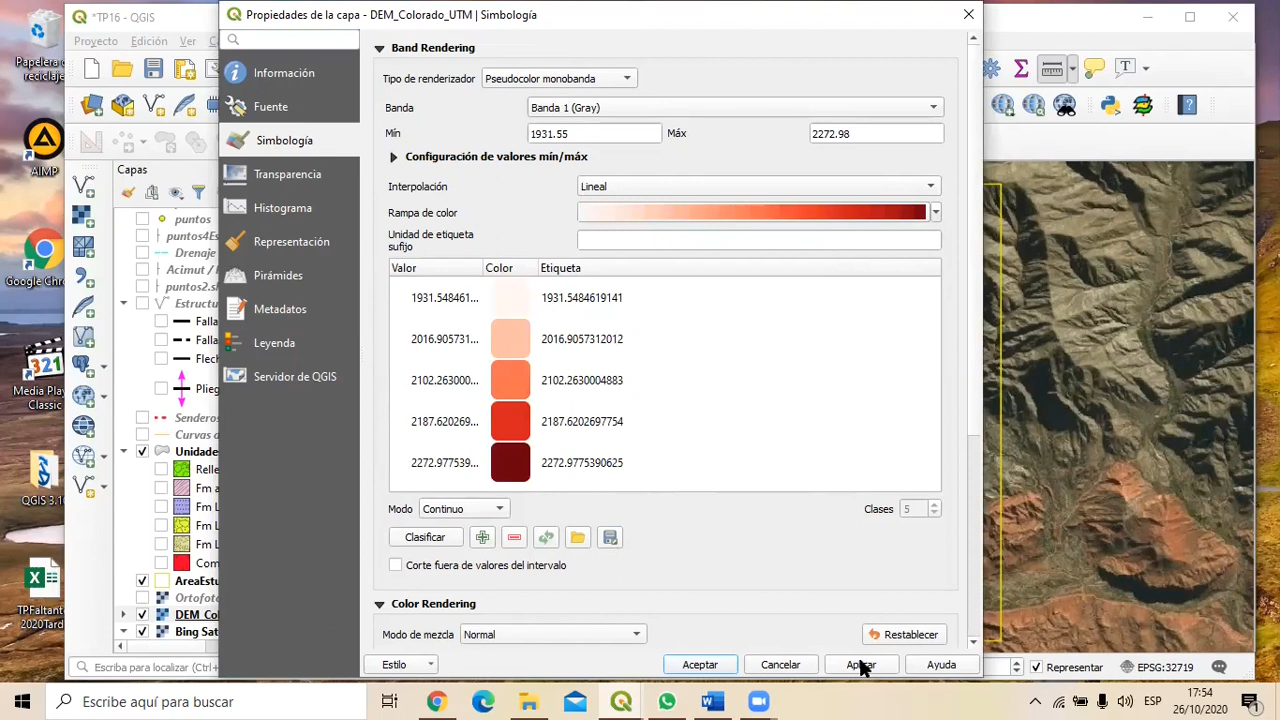 *TP16 - QGIS
Propiedades de la capa - DEM_Colorado_UTM | Simbología
Papelera
reciclaje
Proyecto Edición Ver
AIMP
Google Chro
Media Play
Classic
QGIS 3.1
TPFaltante
2020Tard
Capas
puntos
puntos4Es
Drenaje
Acimut /
puntos2.s
Estructu
Falla
Falla
Flech
Plieg
Senderos
Curvas d
Unidade
Relle
Fm a
Fm L
Fm L
Fm L
Com
AreaEstu
Ortofoto
DEM_Co
Bing Sat
Información
Fuente
Simbología
Transparencia
Histograma
Representación
Pirámides
Metadatos
Leyenda
Servidor de QGIS
Band Rendering
Tipo de renderizador Pseudocolor monobanda
Banda Banda 1 (Gray)
Mín 1931.55 Máx 2272.98
Configuración de valores mín/máx
Interpolación Lineal
Rampa de color
Unidad de etiqueta
sufijo
Valor Color Etiqueta
1931.548461... 1931.5484619141
2016.905731... 2016.9057312012
2102.263000... 2102.2630004883
2187.620269... 2187.6202697754
2272.977539... 2272.9775390625
Modo Continuo Clases 5
Clasificar
Corte fuera de valores del intervalo
Color Rendering
Modo de mezcla Normal Restablecer
Estilo Aceptar Cancelar Aplicar Ayuda
Escriba para localizar (Ctrl+ Representar EPSG:32719
Escribe aquí para buscar
ESP
17:54
26/10/2020